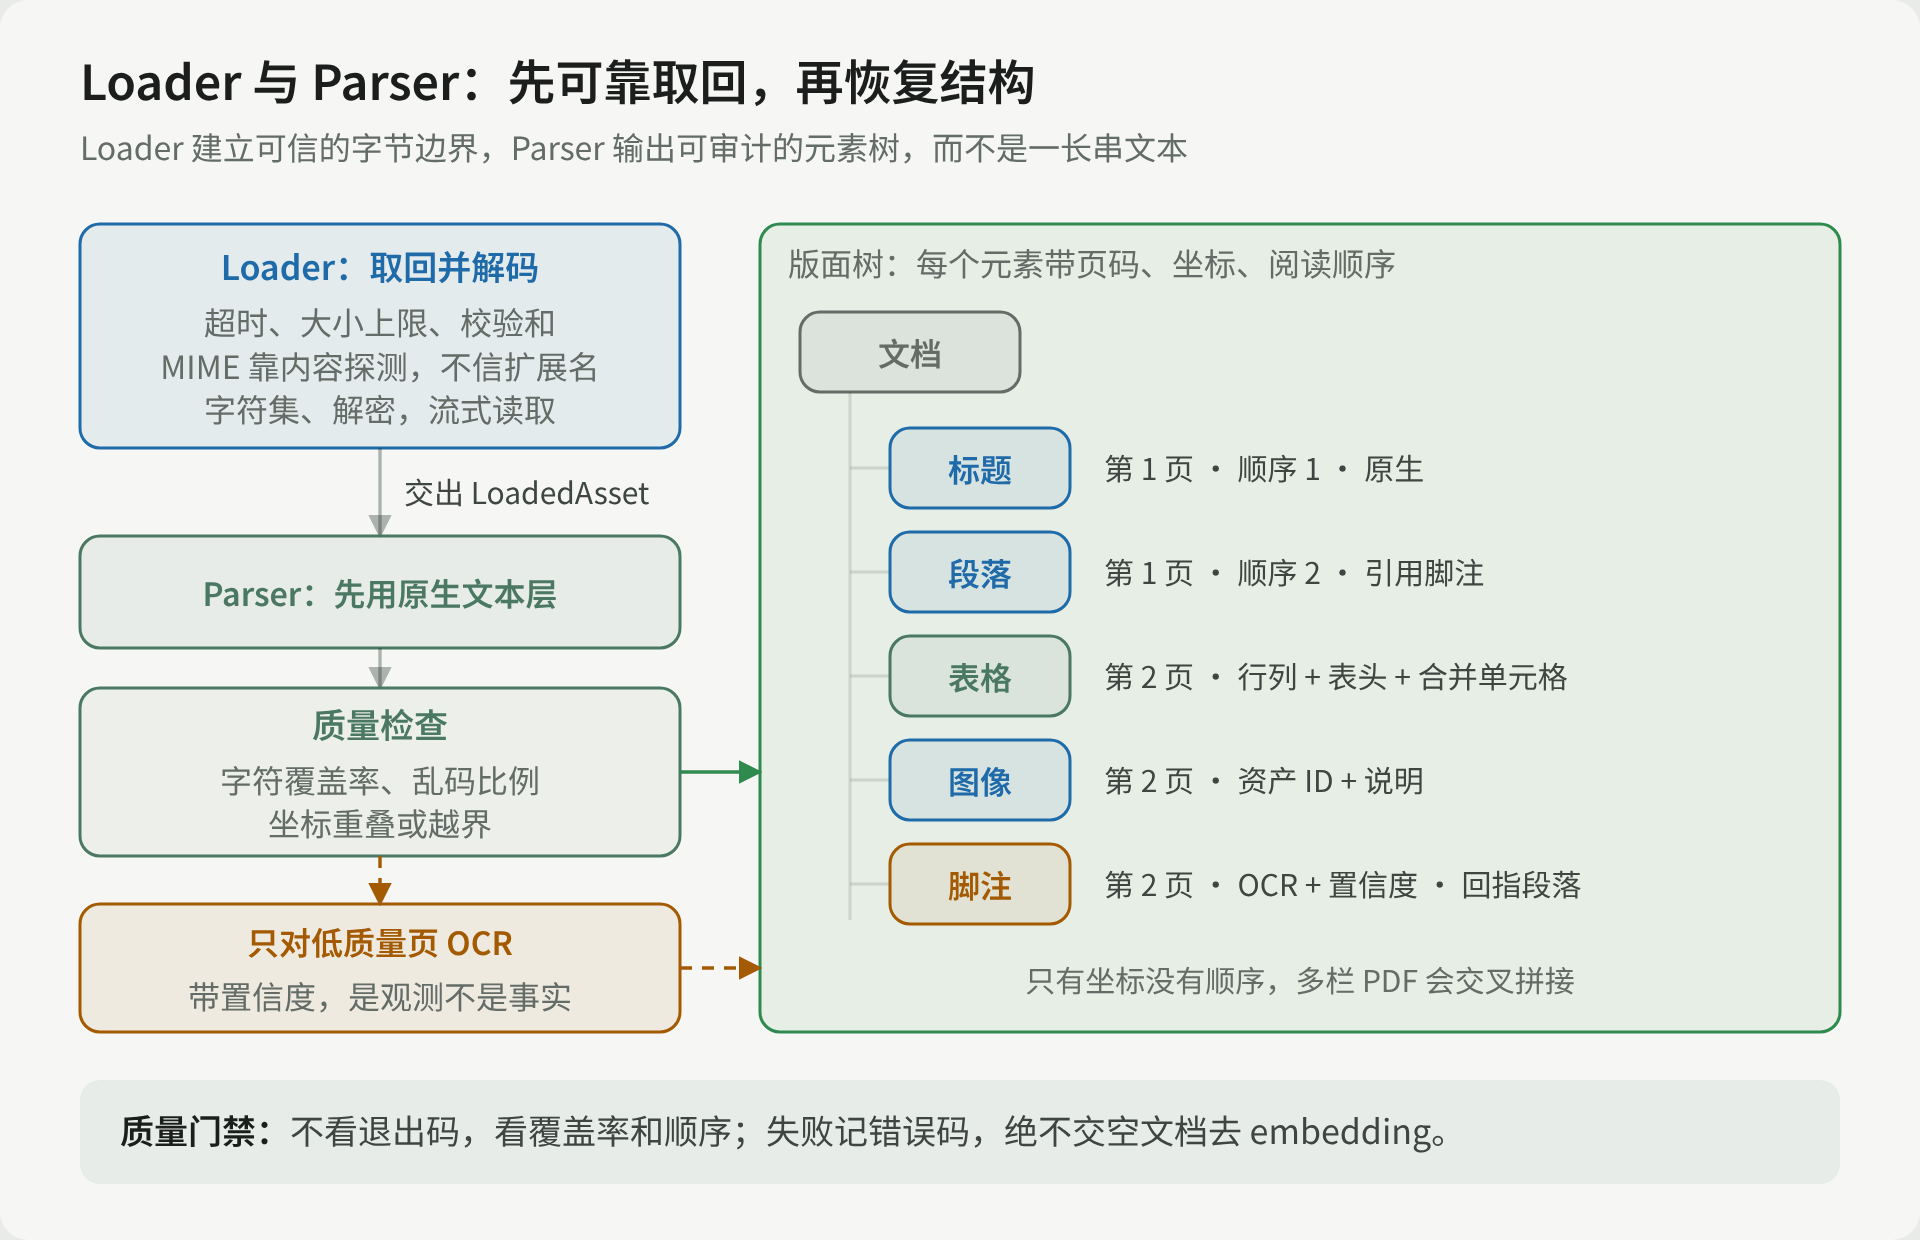 Loader 与 Parser：先可靠取回，再恢复结构
Loader 建立可信的字节边界，Parser 输出可审计的元素树，而不是一长串文本
Loader：取回并解码
超时、大小上限、校验和
MIME 靠内容探测，不信扩展名
字符集、解密，流式读取
交出 LoadedAsset
Parser：先用原生文本层
质量检查
字符覆盖率、乱码比例
坐标重叠或越界
只对低质量页 OCR
带置信度，是观测不是事实
版面树：每个元素带页码、坐标、阅读顺序
文档
标题 第 1 页 · 顺序 1 · 原生
段落 第 1 页 · 顺序 2 · 引用脚注
表格 第 2 页 · 行列 + 表头 + 合并单元格
图像 第 2 页 · 资产 ID + 说明
脚注 第 2 页 · OCR + 置信度 · 回指段落
只有坐标没有顺序，多栏 PDF 会交叉拼接
质量门禁：不看退出码，看覆盖率和顺序；失败记错误码，绝不交空文档去 embedding。